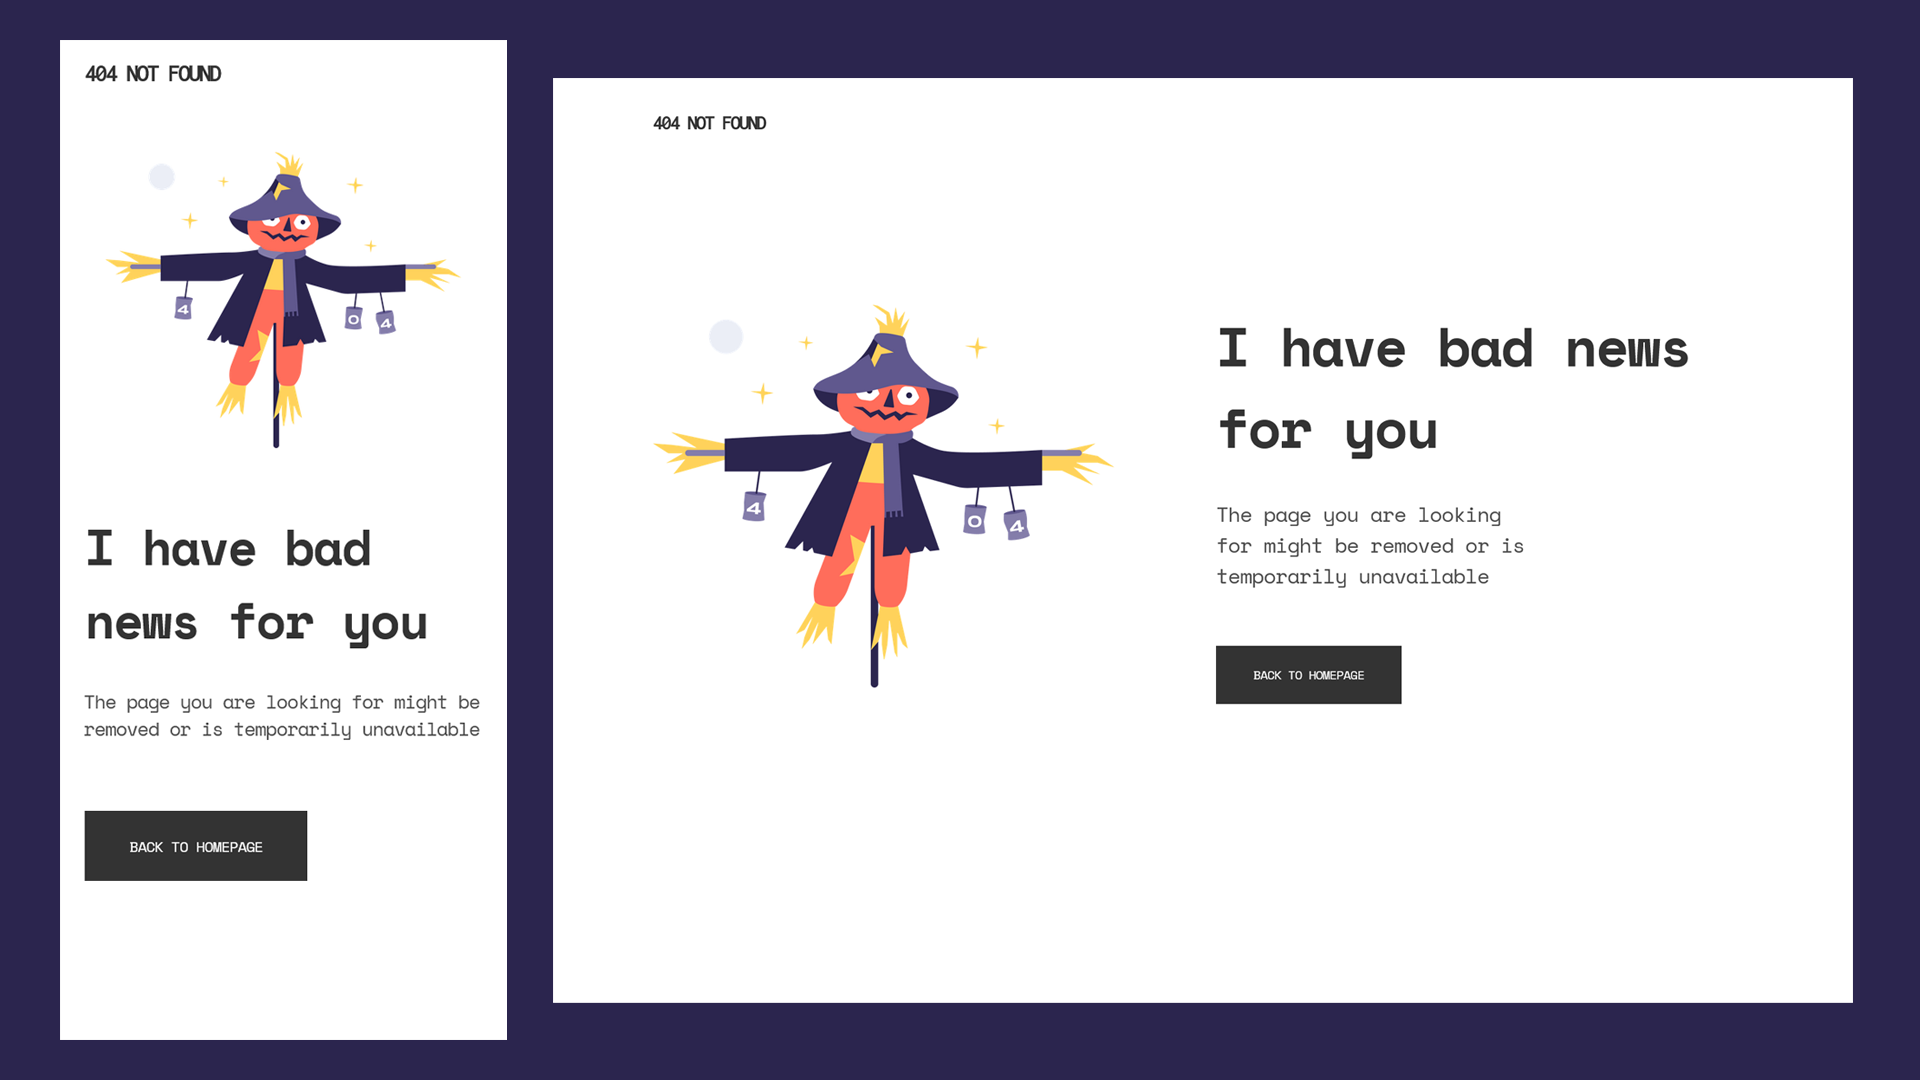 404 NOT FOUND
4
0
4
I have bad
news for you
The page you are looking for might be
removed or is temporarily unavailable
BACK TO HOMEPAGE
404 NOT FOUND
4
0
4
I have bad news
for you
The page you are looking
for might be removed or is
temporarily unavailable
BACK TO HOMEPAGE